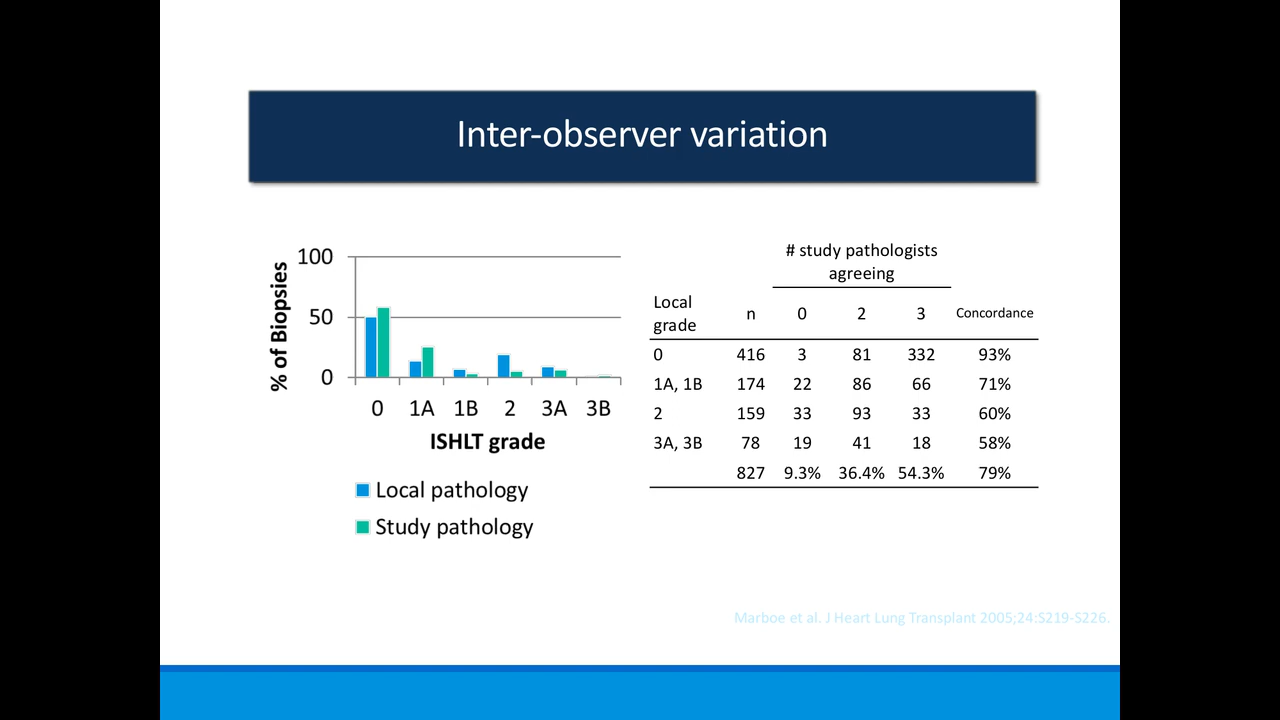 Inter-observer variation
% of Biopsies
100
50
0
0 1A 1B 2 3A 3B
ISHLT grade
Local pathology
Study pathology
# study pathologists
agreeing
Local
grade n 0 2 3 Concordance
0 416 3 81 332 93%
1A, 1B 174 22 86 66 71%
2 159 33 93 33 60%
3A, 3B 78 19 41 18 58%
827 9.3% 36.4% 54.3% 79%
Marboe et al. J Heart Lung Transplant 2005;24:S219-S226.